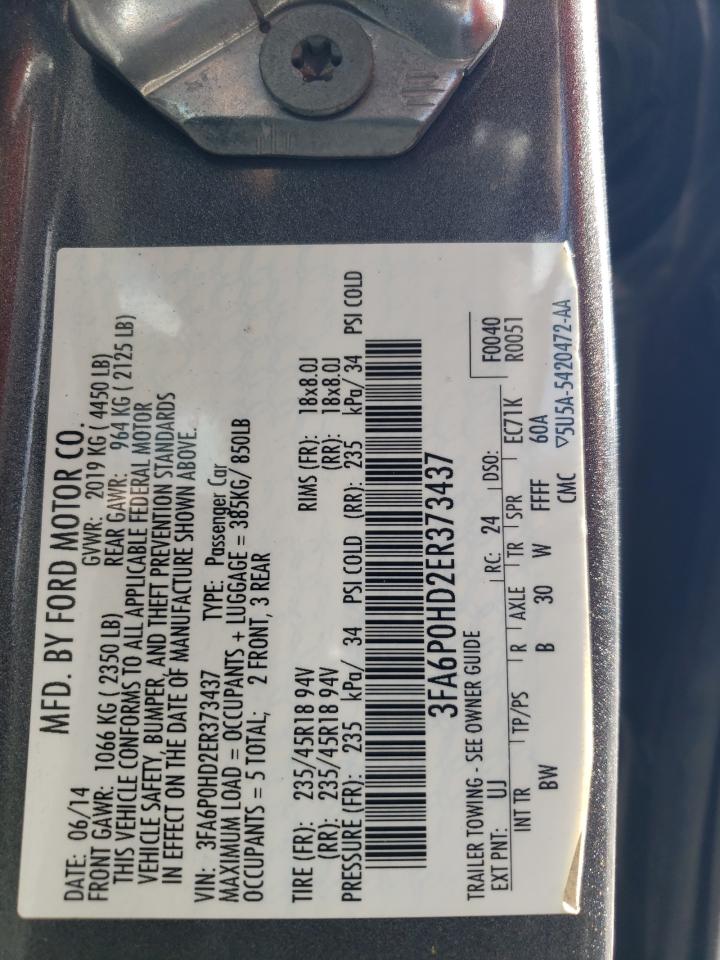 MFD. BY FORD MOTOR CO.
DATE: 06/14 GVWR: 2019 KG ( 4450 LB)
FRONT GAWR: 1066 KG ( 2350 LB) REAR GAWR: 964 KG ( 2125 LB)
THIS VEHICLE CONFORMS TO ALL APPLICABLE FEDERAL MOTOR
VEHICLE SAFETY, BUMPER, AND THEFT PREVENTION STANDARDS
IN EFFECT ON THE DATE OF MANUFACTURE SHOWN ABOVE.
VIN: 3FA6P0HD2ER373437 TYPE: Passenger Car
MAXIMUM LOAD = OCCUPANTS + LUGGAGE = 385KG/ 850LB
OCCUPANTS = 5 TOTAL; 2 FRONT, 3 REAR
TIRE (FR): 235/45R18 94V RIMS (FR): 18x8.0J
(RR): 235/45R18 94V (RR): 18x8.0J
PRESSURE (FR): 235 kPa/ 34 PSI COLD (RR): 235 kPa/ 34 PSI COLD
3FA6P0HD2ER373437
TRAILER TOWING - SEE OWNER GUIDE F0040
EXT PNT: UJ RC: 24 DSO: R0051
INT TR TP/PS R AXLE TR SPR EC71K
BW B 30 W FFFF 60A
CMC ▽5U5A-5420472-AA